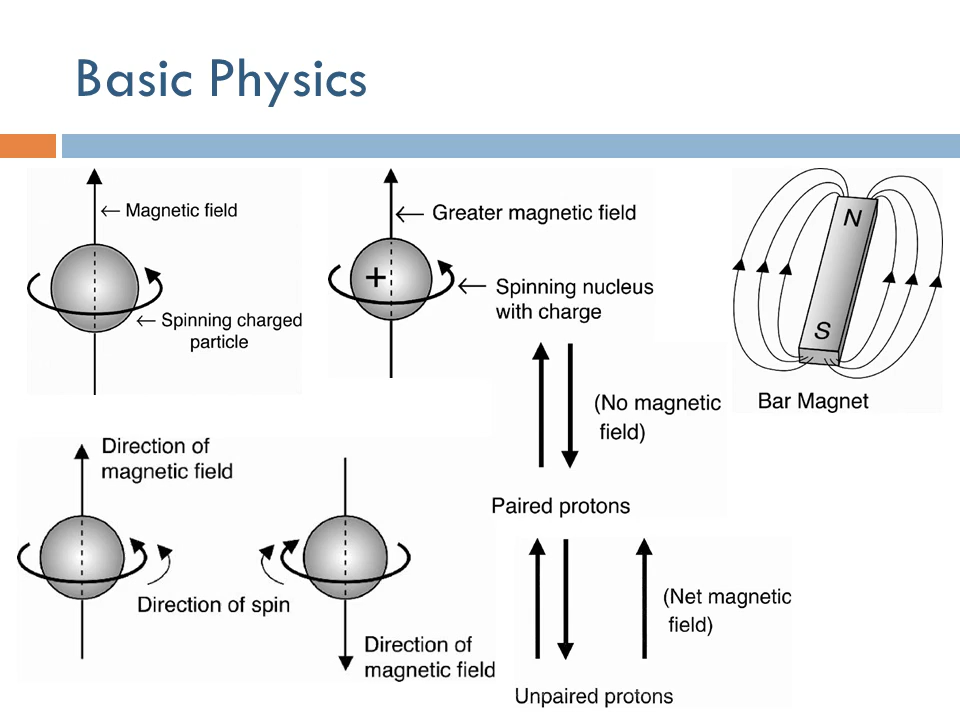 Basic Physics
← Magnetic field
← Spinning charged
particle
← Greater magnetic field
+
← Spinning nucleus
with charge
N
S
Bar Magnet
(No magnetic
field)
Paired protons
Direction of
magnetic field
Direction of spin
Direction of
magnetic field
(Net magnetic
field)
Unpaired protons